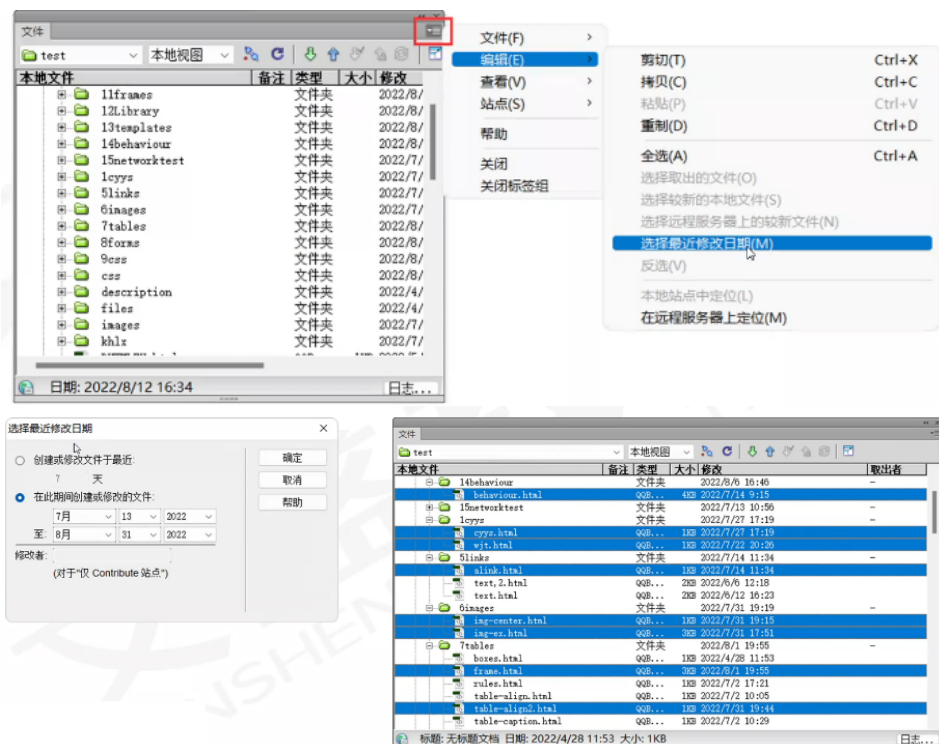 文件
test 本地视图
本地文件 备注 类型 大小 修改
11frames 文件夹 2022/8/
12Library 文件夹 2022/8/
13templates 文件夹 2022/8/
14behaviour 文件夹 2022/8/
15networktest 文件夹 2022/7/
1cyys 文件夹 2022/7/
5links 文件夹 2022/7/
6images 文件夹 2022/7/
7tables 文件夹 2022/8/
8forms 文件夹 2022/8/
9css 文件夹 2022/8/
css 文件夹 2022/8/
description 文件夹 2022/4/
files 文件夹 2022/4/
images 文件夹 2022/7/
khlx 文件夹 2022/7/
日期: 2022/8/12 16:34 日志...
文件(F)
编辑(E)
查看(V)
站点(S)
帮助
关闭
关闭标签组
剪切(T) Ctrl+X
拷贝(C) Ctrl+C
粘贴(P) Ctrl+V
重制(D) Ctrl+D
全选(A) Ctrl+A
选择取出的文件(O)
选择较新的本地文件(S)
选择远程服务器上的较新文件(N)
选择最近修改日期(M)
反选(V)
本地站点中定位(L)
在远程服务器上定位(M)
选择最近修改日期
创建或修改文件于最近:
7 天
在此期间创建或修改的文件:
7月 13 2022
至: 8月 31 2022
修改者:
(对于“仅 Contribute 站点”)
确定
取消
帮助
文件
test 本地视图
本地文件 备注 类型 大小 修改 取出者
14behaviour 文件夹 2022/8/6 16:46 -
behaviour.html QQB... 4KB 2022/7/14 9:15
15networktest 文件夹 2022/7/13 10:56 -
1cyys 文件夹 2022/7/27 17:19 -
cyys.html QQB... 1KB 2022/7/27 17:19
wjt.html QQB... 1KB 2022/7/22 20:26
5links 文件夹 2022/7/14 11:34 -
alink.html QQB... 1KB 2022/7/14 11:34
text,2.html QQB... 2KB 2022/6/6 12:18
text.html QQB... 2KB 2022/6/12 16:23
6images 文件夹 2022/7/31 19:19 -
img-center.html QQB... 1KB 2022/7/31 19:15
img-ex.html QQB... 3KB 2022/7/31 17:51
7tables 文件夹 2022/8/1 19:55 -
boxes.html QQB... 1KB 2022/4/28 11:53
frame.html QQB... 3KB 2022/8/1 19:55
rules.html QQB... 1KB 2022/7/2 17:21
table-align.html QQB... 1KB 2022/7/2 10:05
table-align2.html QQB... 1KB 2022/7/31 19:44
table-caption.html QQB... 1KB 2022/7/2 10:29
标题: 无标题文档 日期: 2022/4/28 11:53 大小: 1KB 日志...